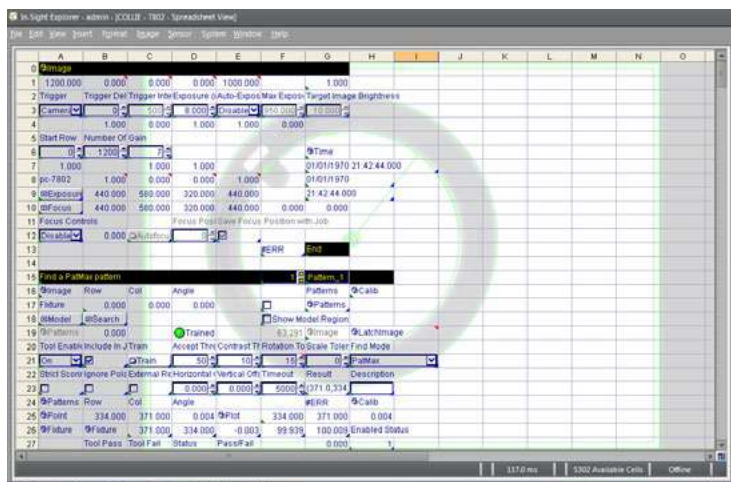 In-Sight Explorer - admin - [COLLIE - 7802 - Spreadsheet View]
File Edit View Insert Format Image Sensor System Window Help
A B C D E F G H I J K L M N O
0 Image
1 1200.000 0.000 0.000 0.000 1000.000 1.000
2 Trigger Trigger Del Trigger Inte Exposure ( Auto-Expos Max Expos Target Image Brightness
3 Camera 0 500 8.000 Disable 950.000 10.000
4 1.000 0.000 1.000 1.000 0.000
5 Start Row Number Of Gain
6 0 1200 7 Time
7 1.000 1.000 1.000 01/01/1970 21:42:44.000
8 pc-7802 1.000 0.000 0.000 1.000 01/01/1970
9 Exposure 440.000 580.000 320.000 440.000 21:42:44.000
10 Focus 440.000 580.000 320.000 440.000 0.000 0.000
11 Focus Controls Focus Posi Save Focus Position with Job
12 Disable 0.000 Autofocu 0
13 #ERR End
14
15 Find a PatMax pattern 1 Pattern_1
16 Image Row Col Angle Patterns Calib
17 Fixture 0.000 0.000 0.000 Patterns
18 Model Search Show Model Region
19 Patterns 0.000 Trained 63.291 Image LatchImage
20 Tool Enable Include In J Train Accept Thre Contrast Th Rotation To Scale Toler Find Mode
21 On Train 50 10 15 0 PatMax
22 Strict Scori Ignore Pola External Re Horizontal Vertical Offs Timeout Result Description
23 0.000 0.000 5000 (371.0,334.
24 Patterns Row Col Angle #ERR Calib
25 Point 334.000 371.000 0.004 Plot 334.000 371.000 0.004
26 Fixture Fixture 371.000 334.000 -0.003 99.939 100.009 Enabled Status
27 Tool Pass Tool Fail Status Pass/Fail 0.000 1
117.0 ms 5302 Available Cells Offline